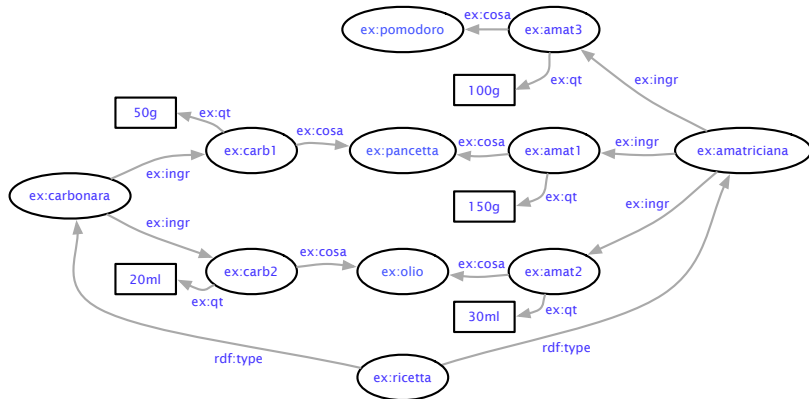 ex:pomodoro
ex:cosa
ex:amat3
ex:qt
100g
ex:ingr
50g
ex:qt
ex:carb1
ex:cosa
ex:pancetta
ex:cosa
ex:amat1
ex:ingr
ex:amatriciana
ex:ingr
ex:carbonara
ex:qt
150g
ex:ingr
ex:ingr
ex:cosa
ex:carb2
ex:olio
ex:cosa
ex:amat2
20ml
ex:qt
ex:qt
30ml
rdf:type
rdf:type
ex:ricetta